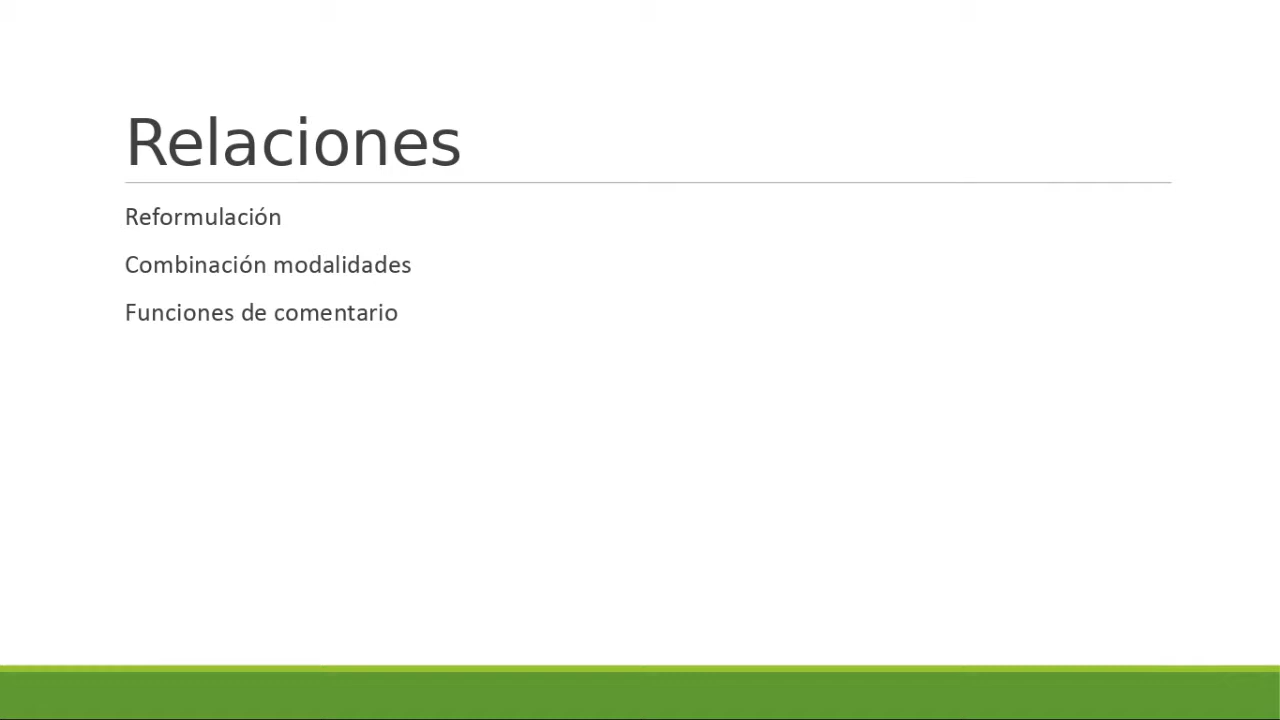 Relaciones
Reformulación
Combinación modalidades
Funciones de comentario